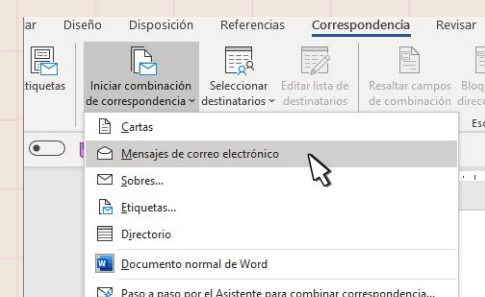 Diseño Disposición Referencias Correspondencia Revisar
Iniciar combinación de correspondencia
Seleccionar destinatarios
Editar lista de destinatarios
Resaltar campos de combinación
Cartas
Mensajes de correo electrónico
Sobres...
Etiquetas...
Directorio
Documento normal de Word
Paso a paso por el Asistente para combinar correspondencia...